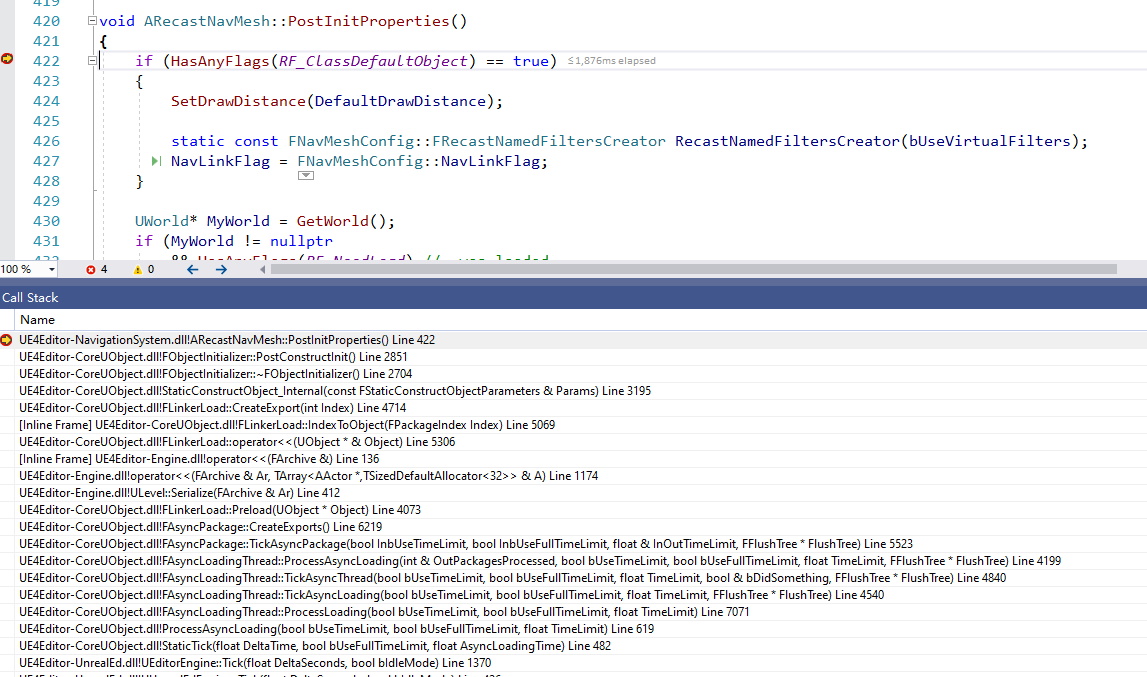 419
420 void ARecastNavMesh::PostInitProperties()
421 {
422 if (HasAnyFlags(RF_ClassDefaultObject) == true) ≤1,876ms elapsed
423 {
424 SetDrawDistance(DefaultDrawDistance);
425
426 static const FNavMeshConfig::FRecastNamedFiltersCreator RecastNamedFiltersCreator(bUseVirtualFilters);
427 NavLinkFlag = FNavMeshConfig::NavLinkFlag;
428 }
429
430 UWorld* MyWorld = GetWorld();
431 if (MyWorld != nullptr
432 && HasAnyFlags(RF_NeedLoad) // was loaded
100 % 4 0
Call Stack
Name
UE4Editor-NavigationSystem.dll!ARecastNavMesh::PostInitProperties() Line 422
UE4Editor-CoreUObject.dll!FObjectInitializer::PostConstructInit() Line 2851
UE4Editor-CoreUObject.dll!FObjectInitializer::~FObjectInitializer() Line 2704
UE4Editor-CoreUObject.dll!StaticConstructObject_Internal(const FStaticConstructObjectParameters & Params) Line 3195
UE4Editor-CoreUObject.dll!FLinkerLoad::CreateExport(int Index) Line 4714
[Inline Frame] UE4Editor-CoreUObject.dll!FLinkerLoad::IndexToObject(FPackageIndex Index) Line 5069
UE4Editor-CoreUObject.dll!FLinkerLoad::operator<<(UObject * & Object) Line 5306
[Inline Frame] UE4Editor-Engine.dll!operator<<(FArchive &) Line 136
UE4Editor-Engine.dll!operator<<(FArchive & Ar, TArray<AActor *,TSizedDefaultAllocator<32>> & A) Line 1174
UE4Editor-Engine.dll!ULevel::Serialize(FArchive & Ar) Line 412
UE4Editor-CoreUObject.dll!FLinkerLoad::Preload(UObject * Object) Line 4073
UE4Editor-CoreUObject.dll!FAsyncPackage::CreateExports() Line 6219
UE4Editor-CoreUObject.dll!FAsyncPackage::TickAsyncPackage(bool InbUseTimeLimit, bool InbUseFullTimeLimit, float & InOutTimeLimit, FFlushTree * FlushTree) Line 5523
UE4Editor-CoreUObject.dll!FAsyncLoadingThread::ProcessAsyncLoading(int & OutPackagesProcessed, bool bUseTimeLimit, bool bUseFullTimeLimit, float TimeLimit, FFlushTree * FlushTree) Line 4199
UE4Editor-CoreUObject.dll!FAsyncLoadingThread::TickAsyncThread(bool bUseTimeLimit, bool bUseFullTimeLimit, float TimeLimit, bool & bDidSomething, FFlushTree * FlushTree) Line 4840
UE4Editor-CoreUObject.dll!FAsyncLoadingThread::TickAsyncLoading(bool bUseTimeLimit, bool bUseFullTimeLimit, float TimeLimit, FFlushTree * FlushTree) Line 4540
UE4Editor-CoreUObject.dll!FAsyncLoadingThread::ProcessLoading(bool bUseTimeLimit, bool bUseFullTimeLimit, float TimeLimit) Line 7071
UE4Editor-CoreUObject.dll!ProcessAsyncLoading(bool bUseTimeLimit, bool bUseFullTimeLimit, float TimeLimit) Line 619
UE4Editor-CoreUObject.dll!StaticTick(float DeltaTime, bool bUseFullTimeLimit, float AsyncLoadingTime) Line 482
UE4Editor-UnrealEd.dll!UEditorEngine::Tick(float DeltaSeconds, bool bIdleMode) Line 1370